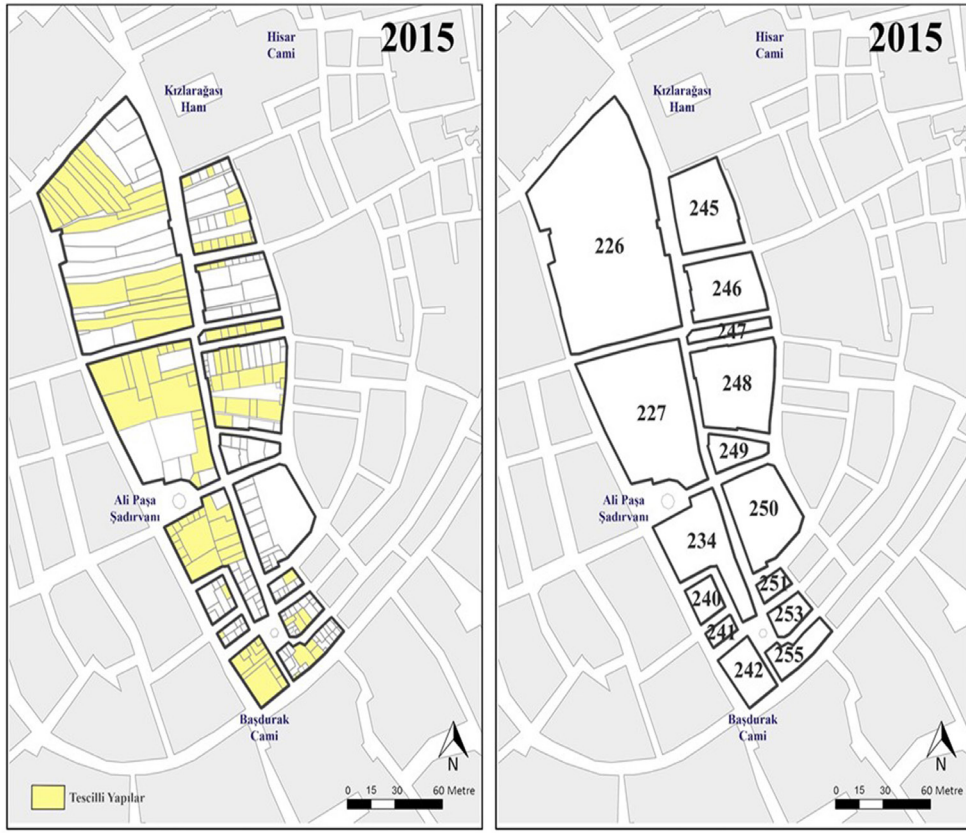 2015
Hisar
Cami
Kızlarağası
Hanı
Ali Paşa
Şadırvanı
Başdurak
Cami
Tescilli Yapılar
N
0 15 30 60 Metre
2015
Hisar
Cami
Kızlarağası
Hanı
245
226
246
247
248
227
249
Ali Paşa
Şadırvanı
250
234
251
240
253
241
255
242
Başdurak
Cami
N
0 15 30 60 Metre